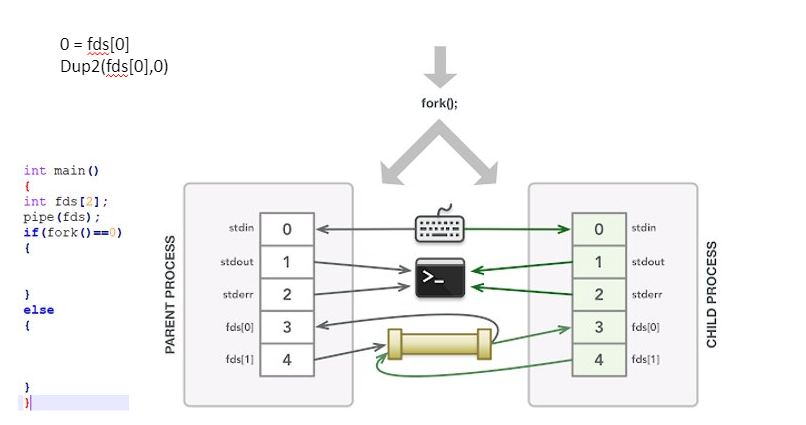 0 = fds[0]
Dup2(fds[0],0)
fork();
int main()
{
int fds[2];
pipe(fds);
if(fork()==0)
{
}
else
{
}
}
PARENT PROCESS
stdin 0
stdout 1
stderr 2
fds[0] 3
fds[1] 4
>_
0 stdin
1 stdout
2 stderr
3 fds[0]
4 fds[1]
CHILD PROCESS